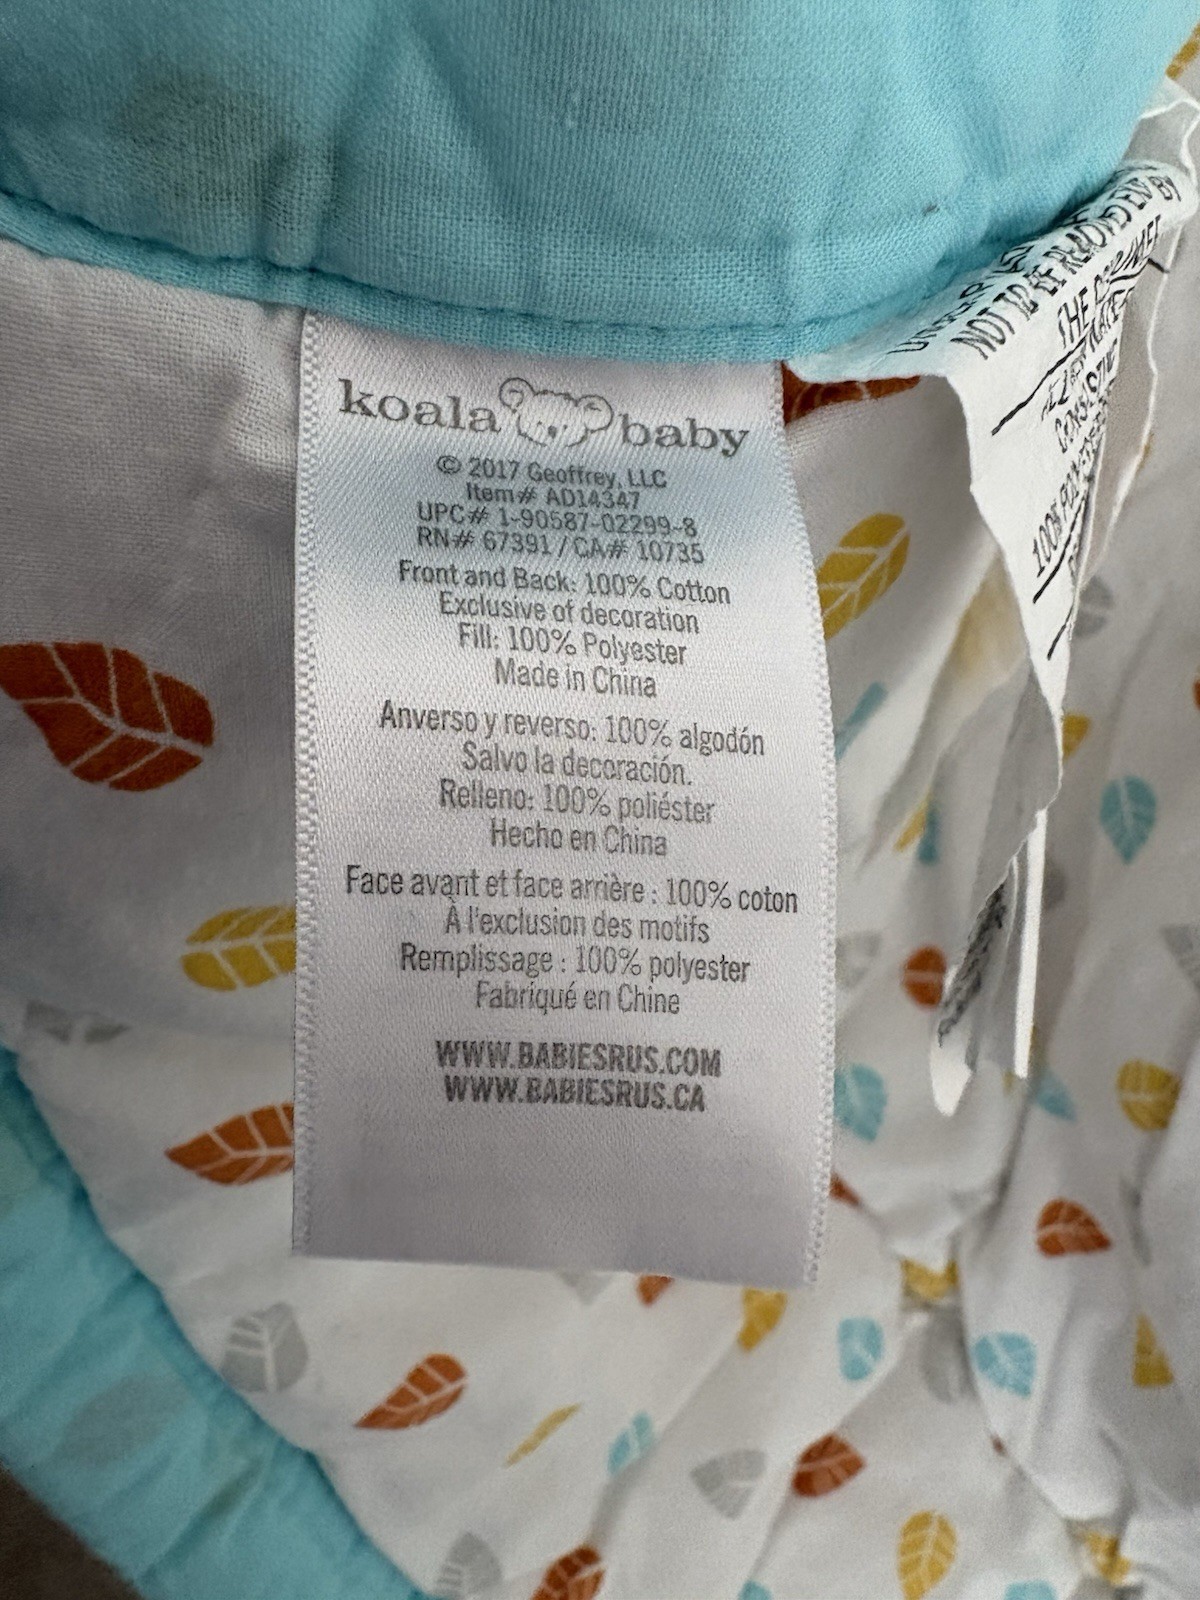 koala baby
© 2017 Geoffrey, LLC
Item# AD14347
UPC# 1-90587-02299-8
RN# 67391 / CA# 10735
Front and Back: 100% Cotton
Exclusive of decoration
Fill: 100% Polyester
Made in China
Anverso y reverso: 100% algodón
Salvo la decoración.
Relleno: 100% poliéster
Hecho en China
Face avant et face arrière : 100% coton
À l'exclusion des motifs
Remplissage : 100% polyester
Fabriqué en Chine
WWW.BABIESRUS.COM
WWW.BABIESRUS.CA
NOT TO BE REMOVED
THE
100%